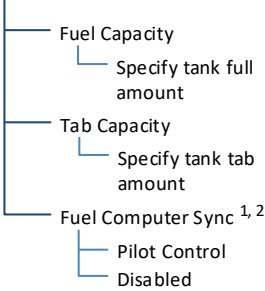 Fuel Capacity
Specify tank full
amount
Tab Capacity
Specify tank tab
amount
Fuel Computer Sync 1, 2
Pilot Control
Disabled